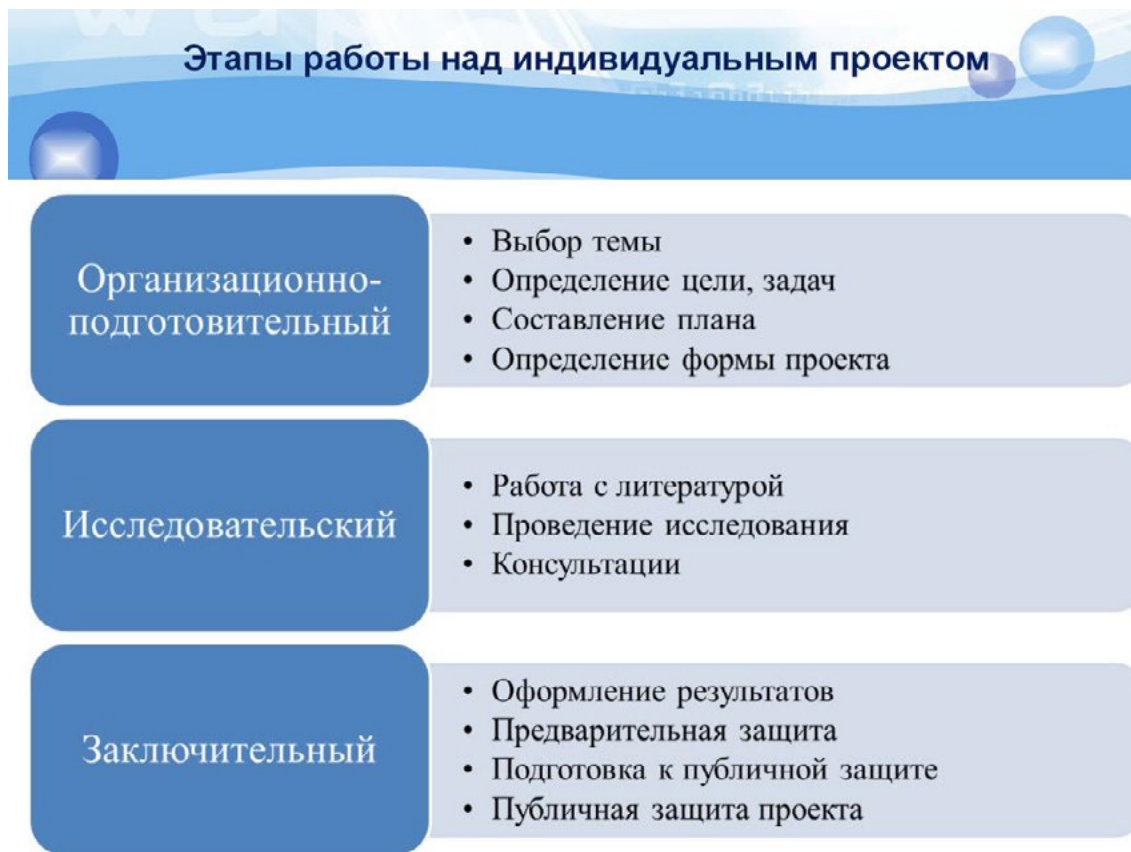 Этапы работы над индивидуальным проектом
Организационно-
подготовительный
• Выбор темы
• Определение цели, задач
• Составление плана
• Определение формы проекта
Исследовательский
• Работа с литературой
• Проведение исследования
• Консультации
Заключительный
• Оформление результатов
• Предварительная защита
• Подготовка к публичной защите
• Публичная защита проекта